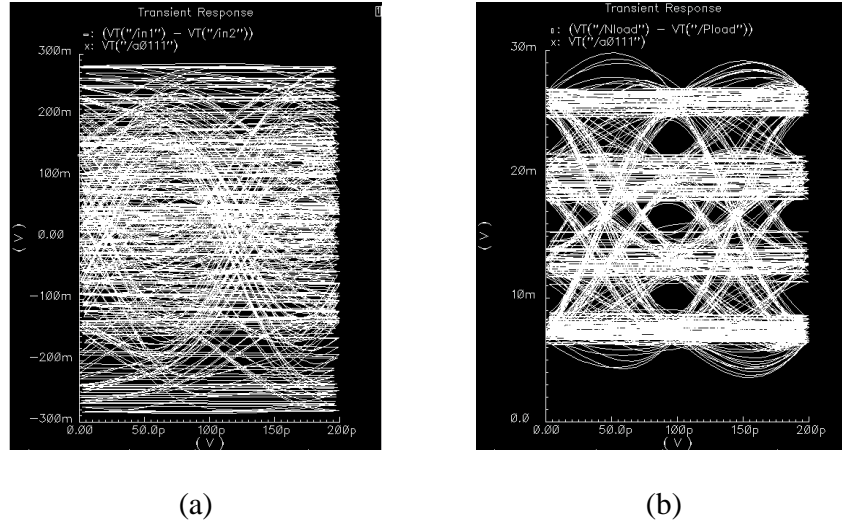 Transient Response
=: (VT("/in1") − VT("/in2"))
x: VT("/a0111")
300m
200m
100m
0.00
−100m
−200m
−300m
( V )
0.00 50.0p 100p 150p 200p
( V )
(a)
Transient Response
▯: (VT("/Nload") − VT("/Pload"))
x: VT("/a0111")
30m
20m
10m
0.0
( V )
0.00 50.0p 100p 150p 200p
( V )
(b)